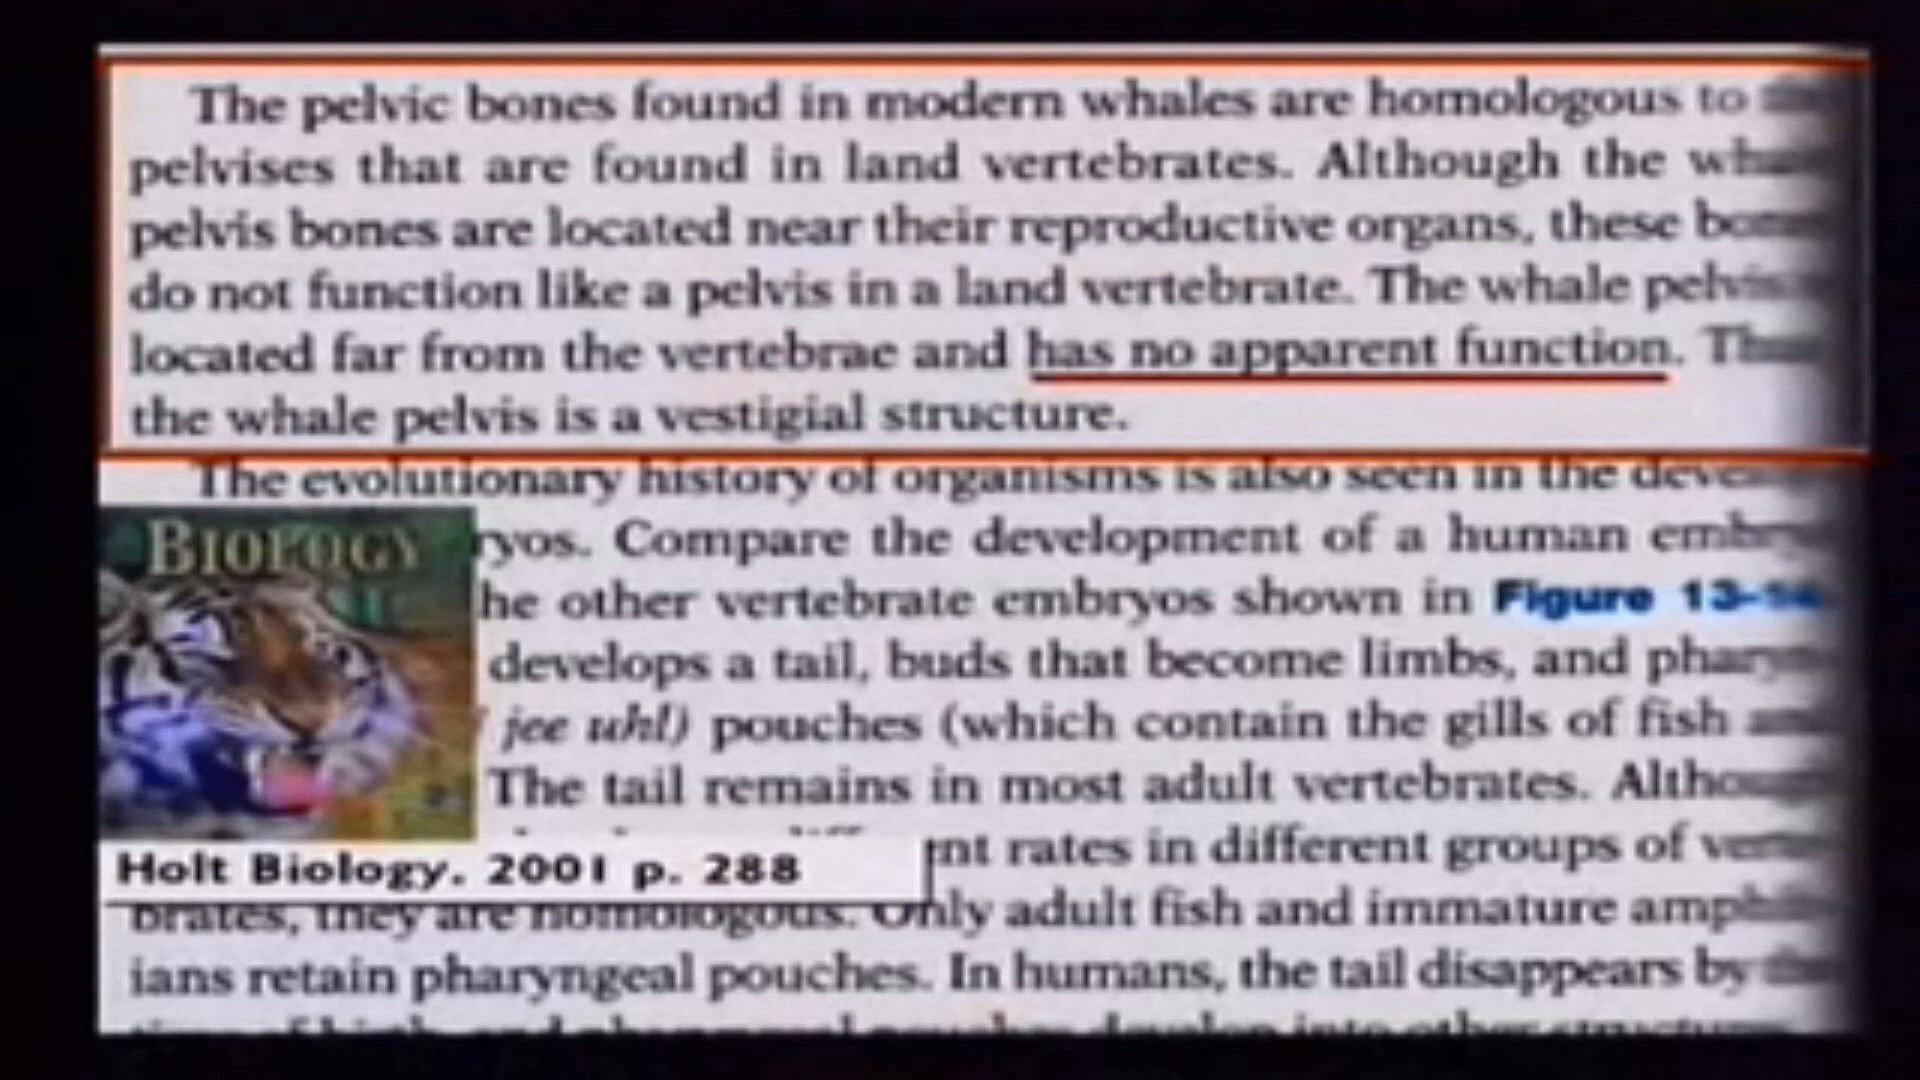 The pelvic bones found in modern whales are homologous to
pelvises that are found in land vertebrates. Although the
pelvis bones are located near their reproductive organs, these
do not function like a pelvis in a land vertebrate. The whale
located far from the vertebrae and has no apparent function.
the whale pelvis is a vestigial structure.
The evolutionary history of organisms is also seen in the
BIOLOGY
ryos. Compare the development of a human
he other vertebrate embryos shown in Figure
develops a tail, buds that become limbs, and
jee uhl) pouches (which contain the gills of fish
The tail remains in most adult vertebrates.
nt rates in different groups of
Holt Biology. 2001 p. 288
brates, they are homologous. Only adult fish and immature
ians retain pharyngeal pouches. In humans, the tail disappears by